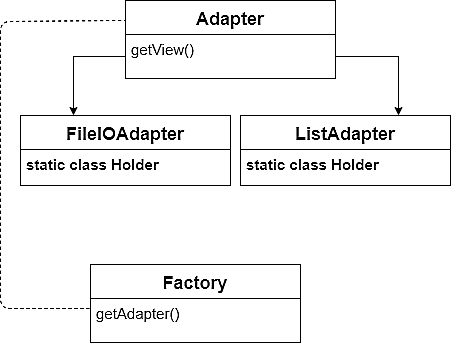 Adapter
getView()
FileIOAdapter
static class Holder
ListAdapter
static class Holder
Factory
getAdapter()